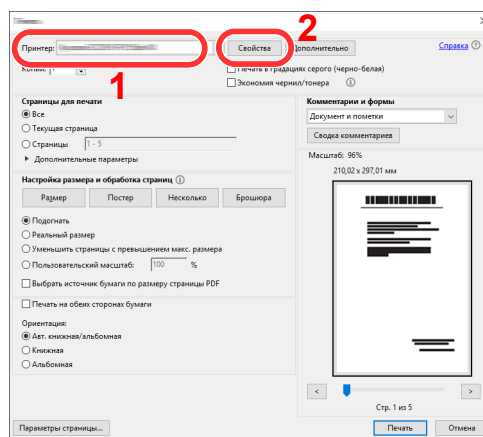 2
Принтер:
Свойства
Дополнительно
Справка
Копии: 1
Печать в градациях серого (черно-белая)
1
Экономия чернил/тонера
Страницы для печати
Комментарии и формы
Все
Документ и пометки
Текущая страница
Страницы
1 - 5
Сводка комментариев
Дополнительные параметры
Масштаб: 96%
210,02 x 297,01 мм
Настройка размера и обработка страниц
Размер
Постер
Несколько
Брошюра
Подогнать
Реальный размер
Уменьшить страницы с превышением макс. размера
Пользовательский масштаб:
100
%
Выбрать источник бумаги по размеру страницы PDF
Печать на обеих сторонах бумаги
Ориентация:
Авт. книжная/альбомная
Книжная
Альбомная
<
>
Стр. 1 из 5
Параметры страницы...
Печать
Отмена